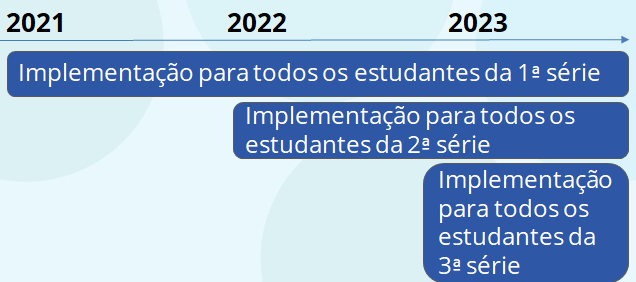 2021 2022 2023
Implementação para todos os estudantes da 1ª série
Implementação para todos os
estudantes da 2ª série
Implementação
para todos os
estudantes da
3ª série